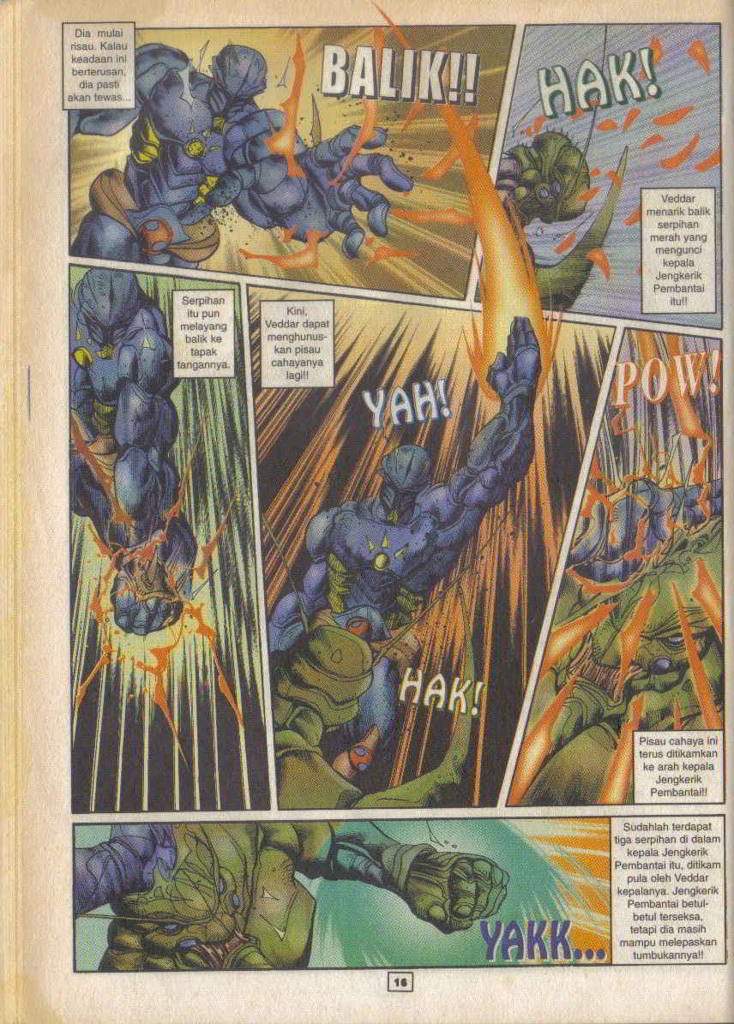 Dia mulai
risau. Kalau
keadaan ini
berterusan,
dia pasti
akan tewas...
BALIK!!
HAK!
Veddar
menarik balik
serpihan
merah yang
mengunci
kepala
Jengkerik
Pembantai
itu!!
Serpihan
itu pun
melayang
balik ke
tapak
tangannya.
Kini,
Veddar dapat
menghunus-
kan pisau
cahayanya
lagi!!
YAH!
HAK!
POW!
Pisau cahaya ini
terus ditikamkan
ke arah kepala
Jengkerik
Pembantai!!
YAKK...
Sudahlah terdapat
tiga serpihan di dalam
kepala Jengkerik
Pembantai itu, ditikam
pula oleh Veddar
kepalanya. Jengkerik
Pembantai betul-
betul terseksa,
tetapi dia masih
mampu melepaskan
tumbukannya!!
16